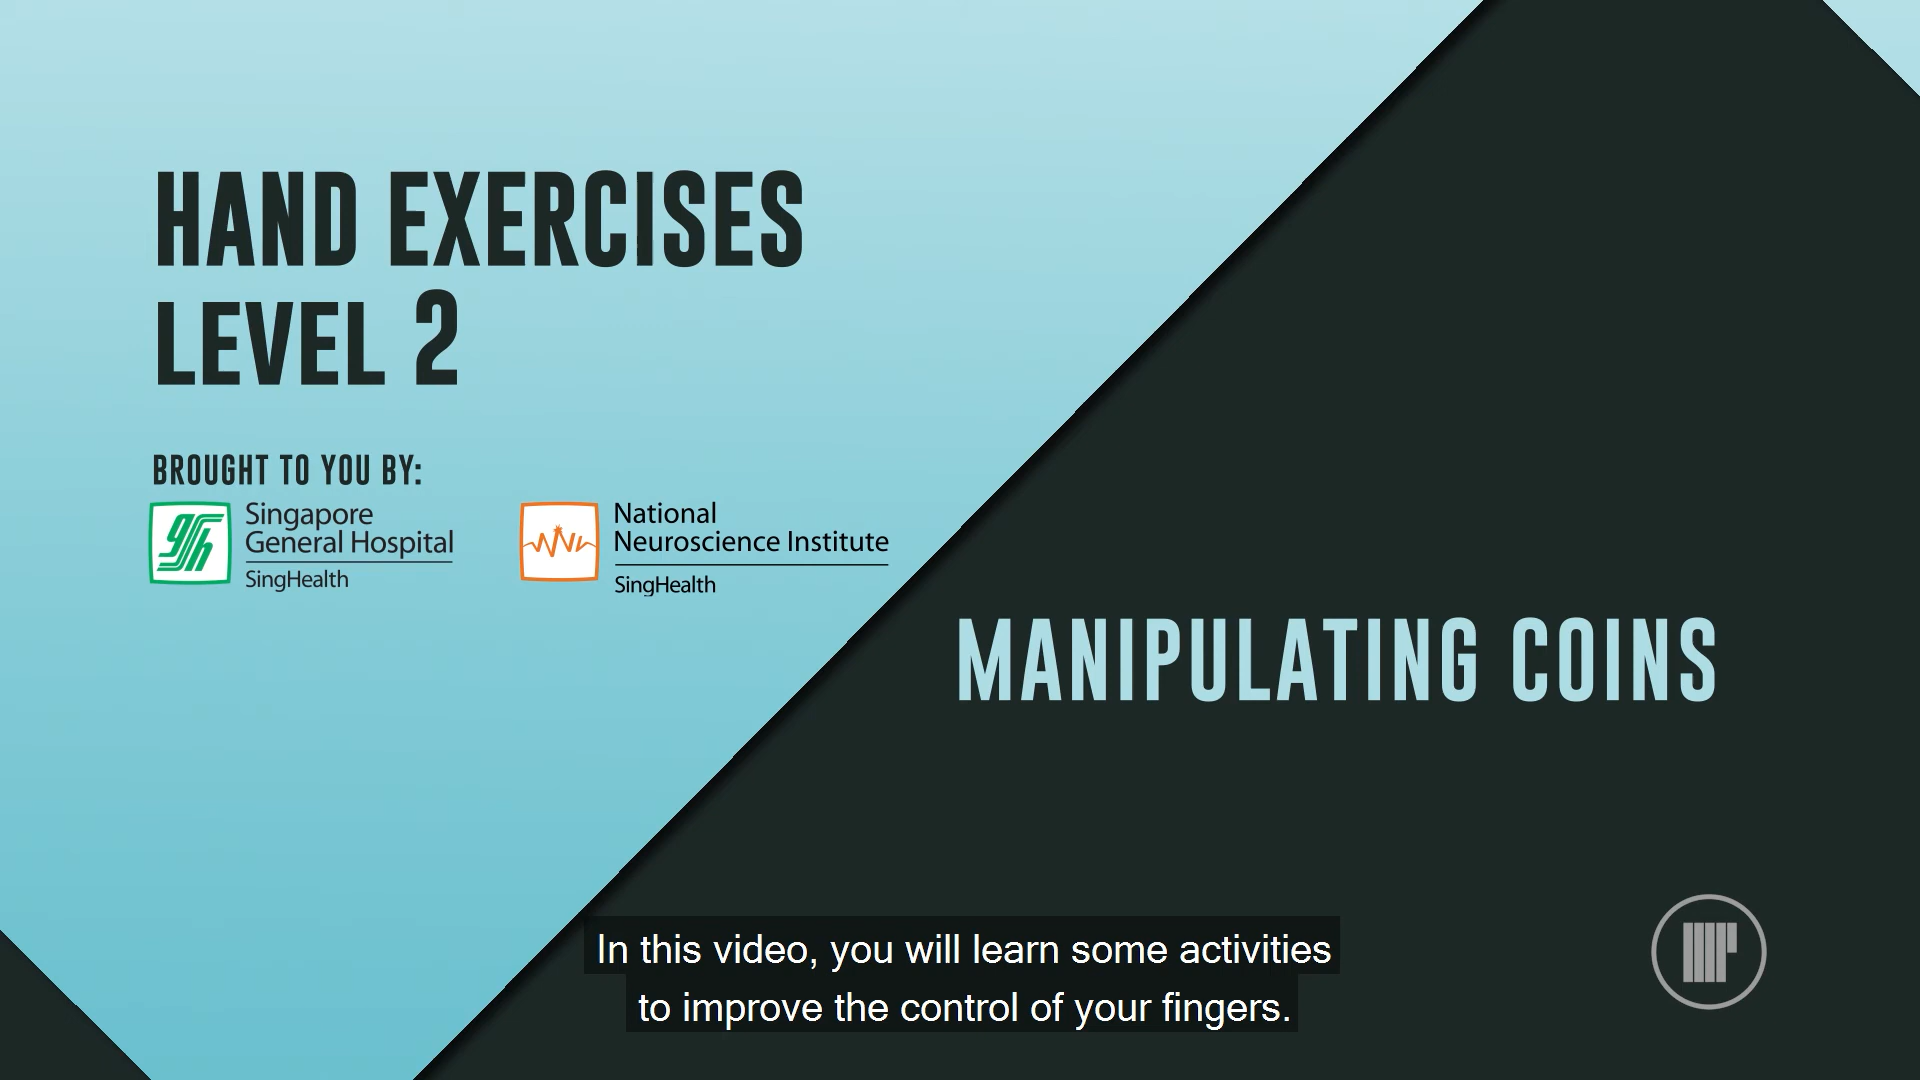 HAND EXERCISES
LEVEL 2
BROUGHT TO YOU BY:
Singapore
General Hospital
SingHealth
National
Neuroscience Institute
SingHealth
MANIPULATING COINS
In this video, you will learn some activities
to improve the control of your fingers.